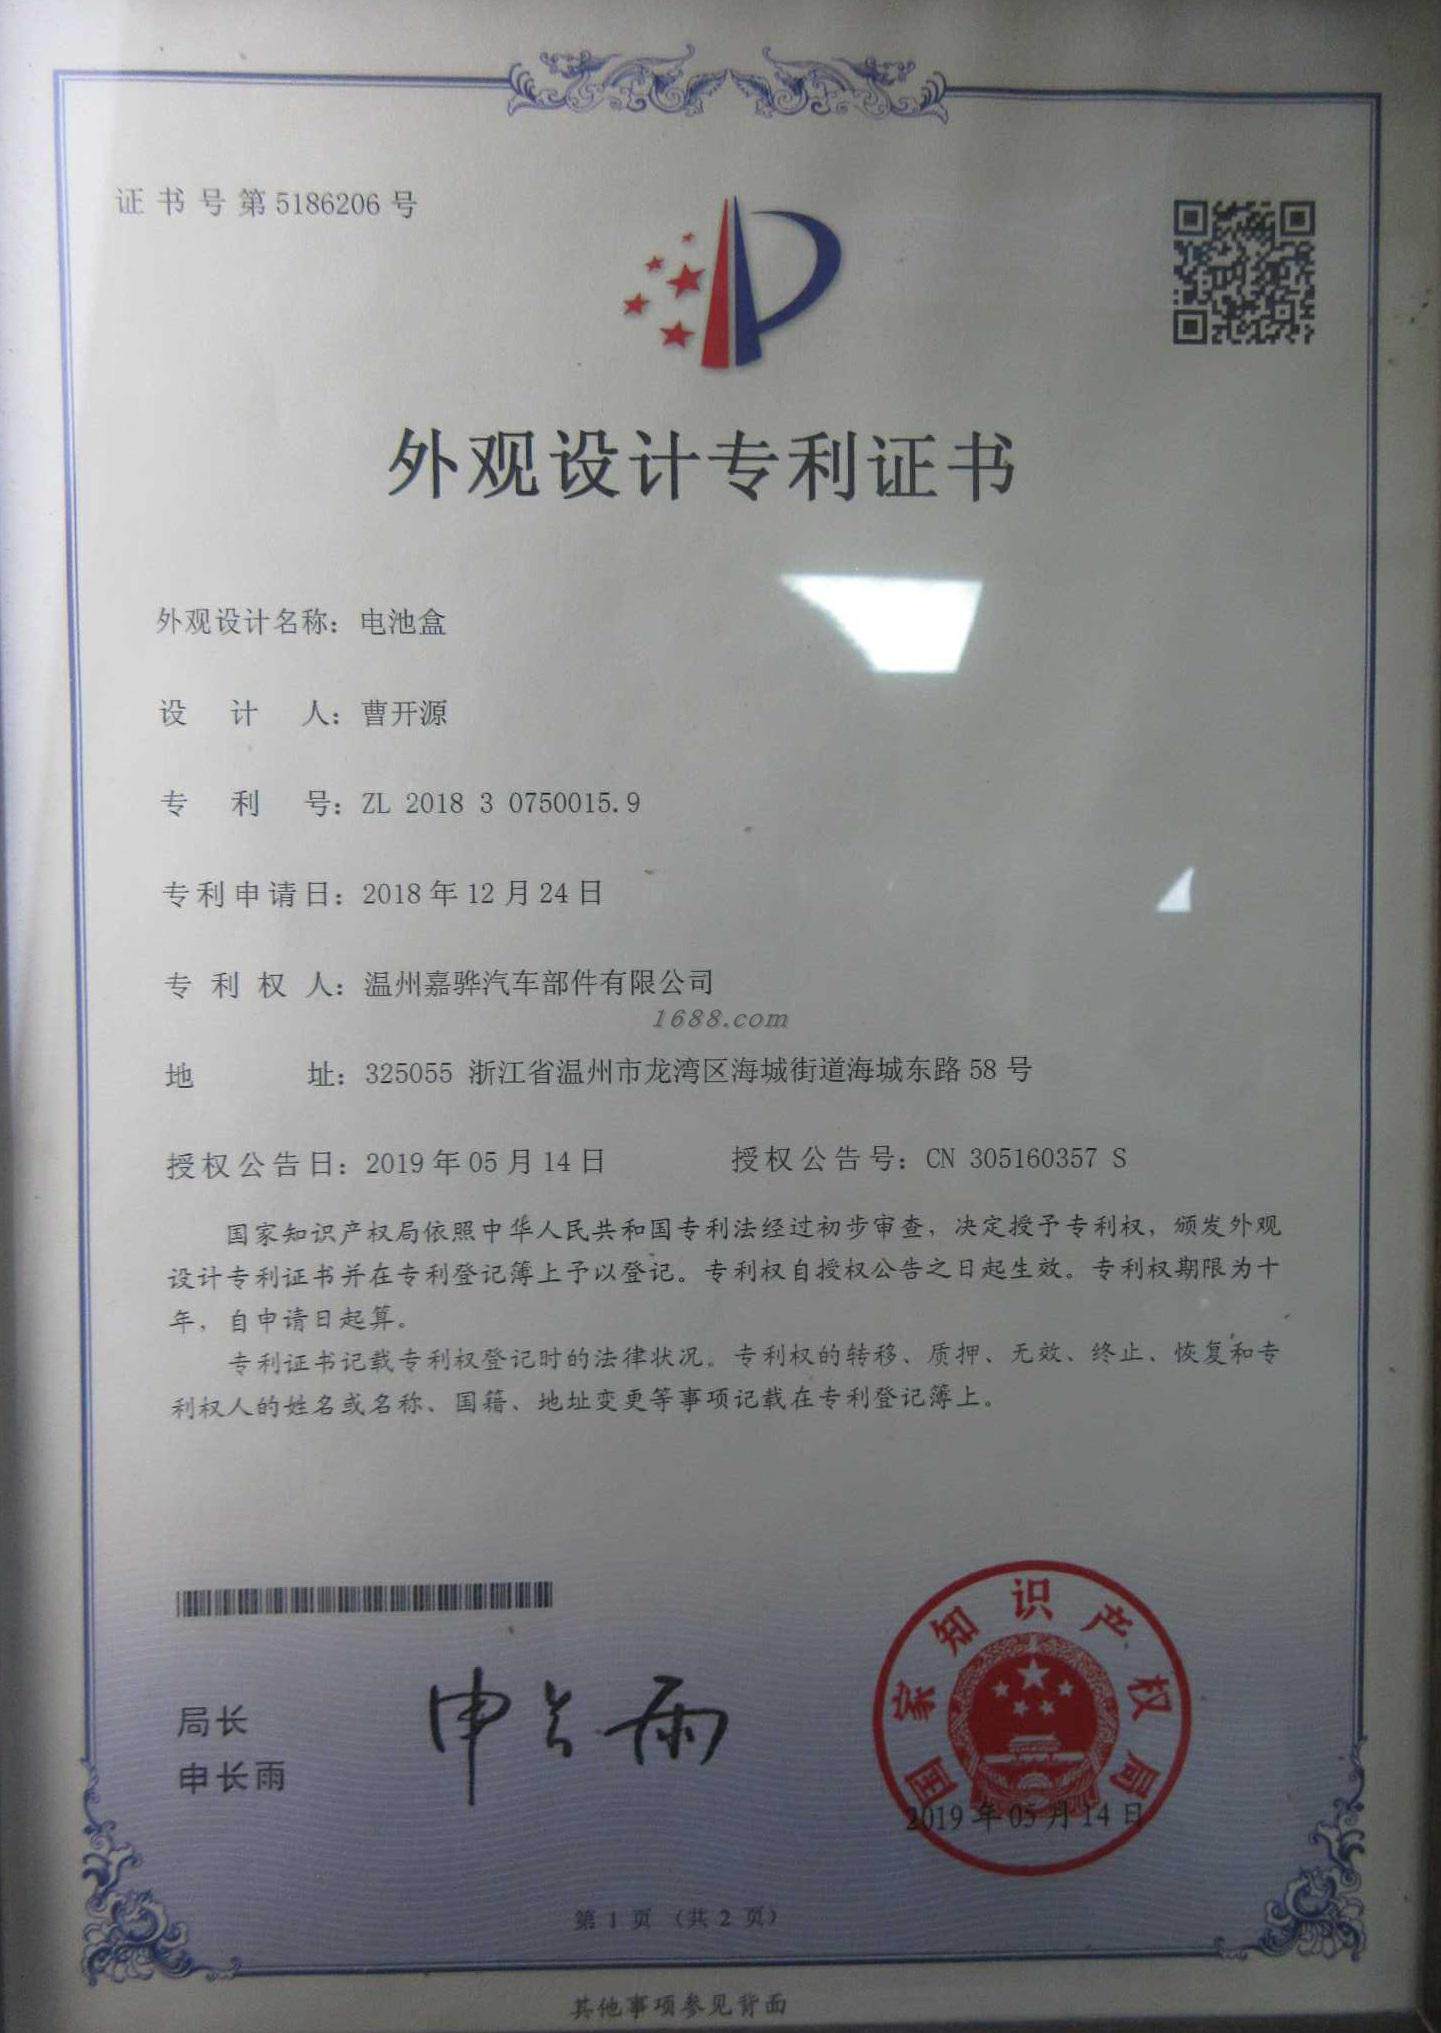 证书号第5186206号
外观设计专利证书
外观设计名称：电池盒
设计人：曹开源
专利号：ZL 2018 3 0750015.9
专利申请日：2018年12月24日
专利权人：温州嘉骅汽车部件有限公司
1688.com
地址：325055 浙江省温州市龙湾区海城街道海城东路58号
授权公告日：2019年05月14日 授权公告号：CN 305160357 S
国家知识产权局依照中华人民共和国专利法经过初步审查，决定授予专利权，颁发外观
设计专利证书并在专利登记簿上予以登记。专利权自授权公告之日起生效。专利权期限为十
年，自申请日起算。
专利证书记载专利权登记时的法律状况。专利权的转移、质押、无效、终止、恢复和专
利权人的姓名或名称、国籍、地址变更等事项记载在专利登记簿上。
局长
申长雨
申长雨
国家知识产权局
2019年05月14日
第1页（共2页）
其他事项参见背面